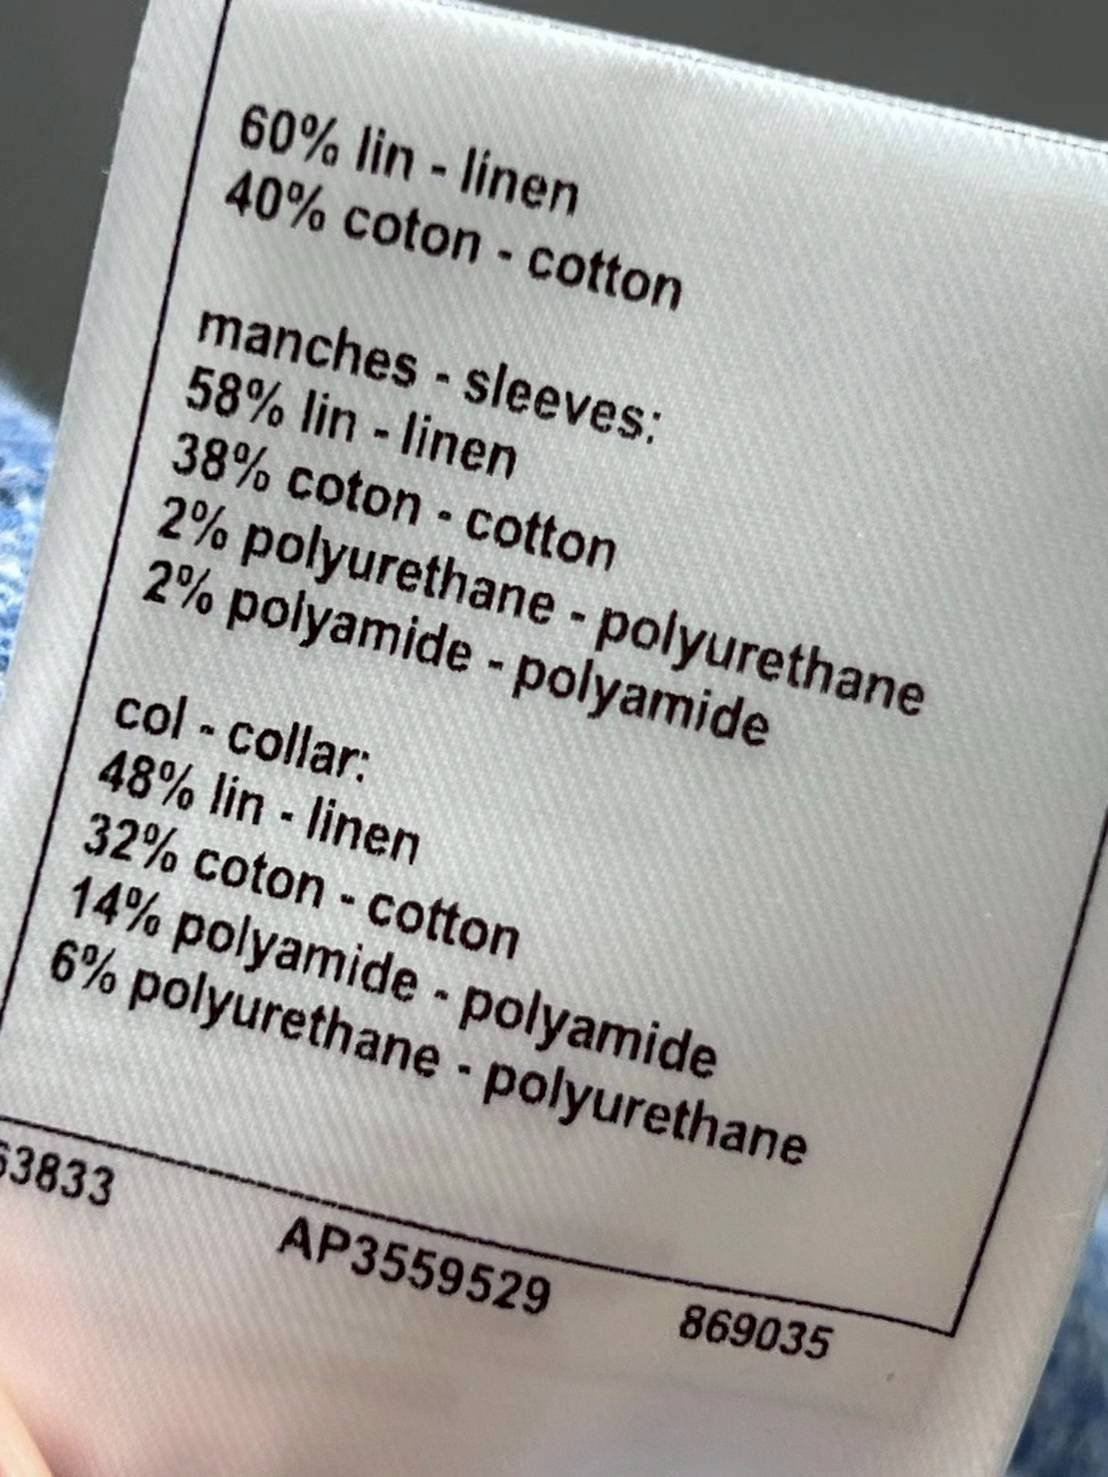 60% lin - linen
40% coton - cotton
manches - sleeves:
58% lin - linen
38% coton - cotton
2% polyurethane - polyurethane
2% polyamide - polyamide
col - collar:
48% lin - linen
32% coton - cotton
14% polyamide - polyamide
6% polyurethane - polyurethane
63833 AP3559529 869035